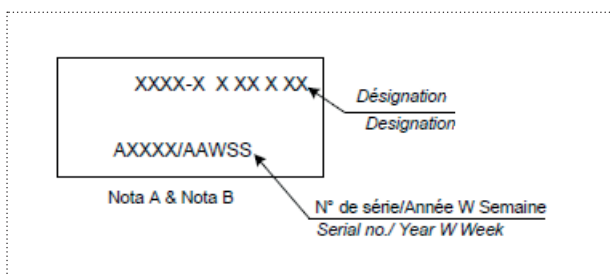 XXXX-X X XX X XX
Désignation
Designation
AXXXX/AAWSS
Nota A & Nota B
N° de série/Année W Semaine
Serial no./ Year W Week